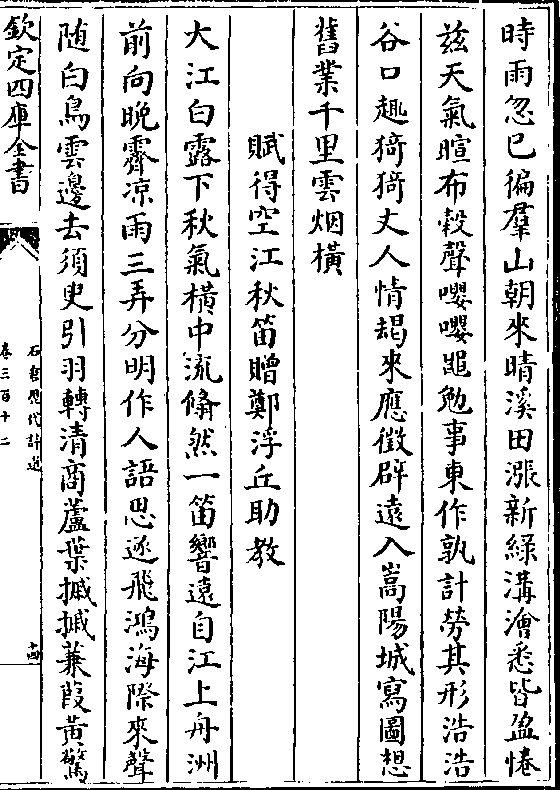 時雨忽已徧羣山朝來晴溪田漲新綠溝澮悉皆盈惓
兹天氣暄布穀聲嚶嚶黽勉事東作孰計勞其形浩浩
谷口趣猗猗丈人情朅來應徵辟遠入嵩陽城寫圖想
舊業千里雲烟横
賦得空江秋笛贈鄭浮丘助教
大江白露下秋氣横中流翛然一笛響遠自江上舟洲
前向晚霽凉雨三弄分明作人語思逐飛鴻海際來聲
随白鳥雲邊去須臾引羽轉清商蘆葉摵摵蒹葭黄驚
欽定四庫全書
石倉歷代詩選
卷三百十二
十四